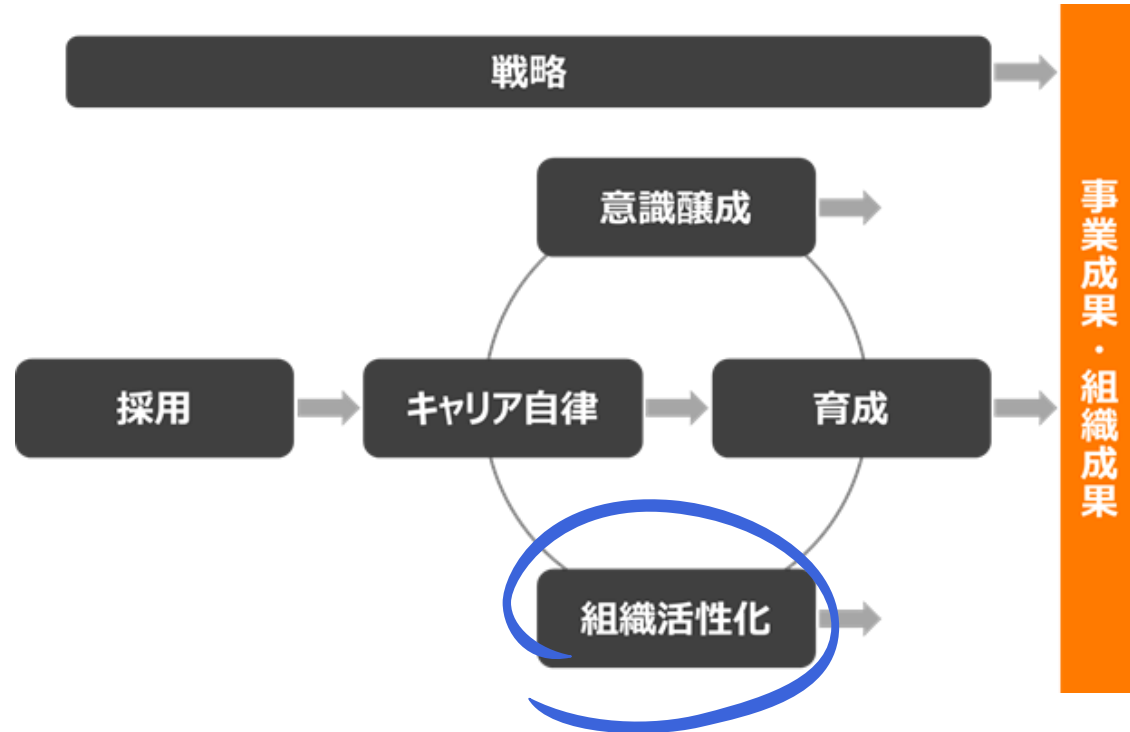 戦略
意識醸成
採用
キャリア自律
育成
組織活性化
事業成果・組織成果